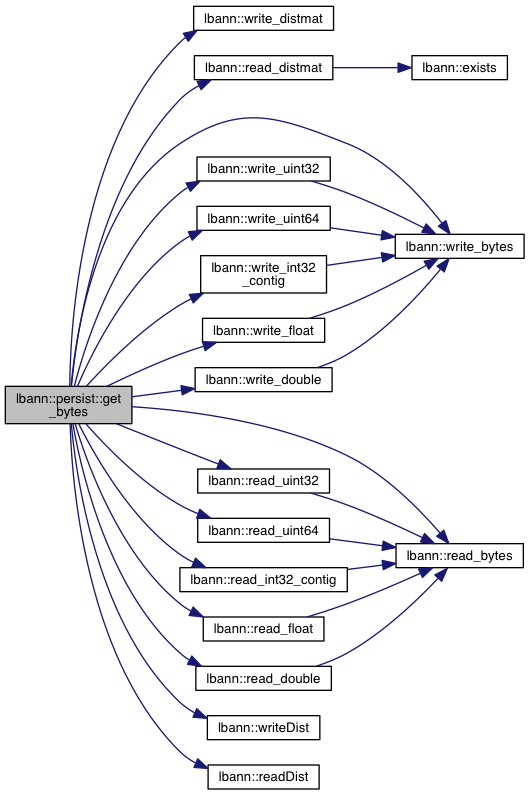 lbann::write_distmat
lbann::read_distmat
lbann::exists
lbann::write_uint32
lbann::write_uint64
lbann::write_bytes
lbann::write_int32
_contig
lbann::write_float
lbann::write_double
lbann::persist::get
_bytes
lbann::read_uint32
lbann::read_uint64
lbann::read_bytes
lbann::read_int32_contig
lbann::read_float
lbann::read_double
lbann::writeDist
lbann::readDist